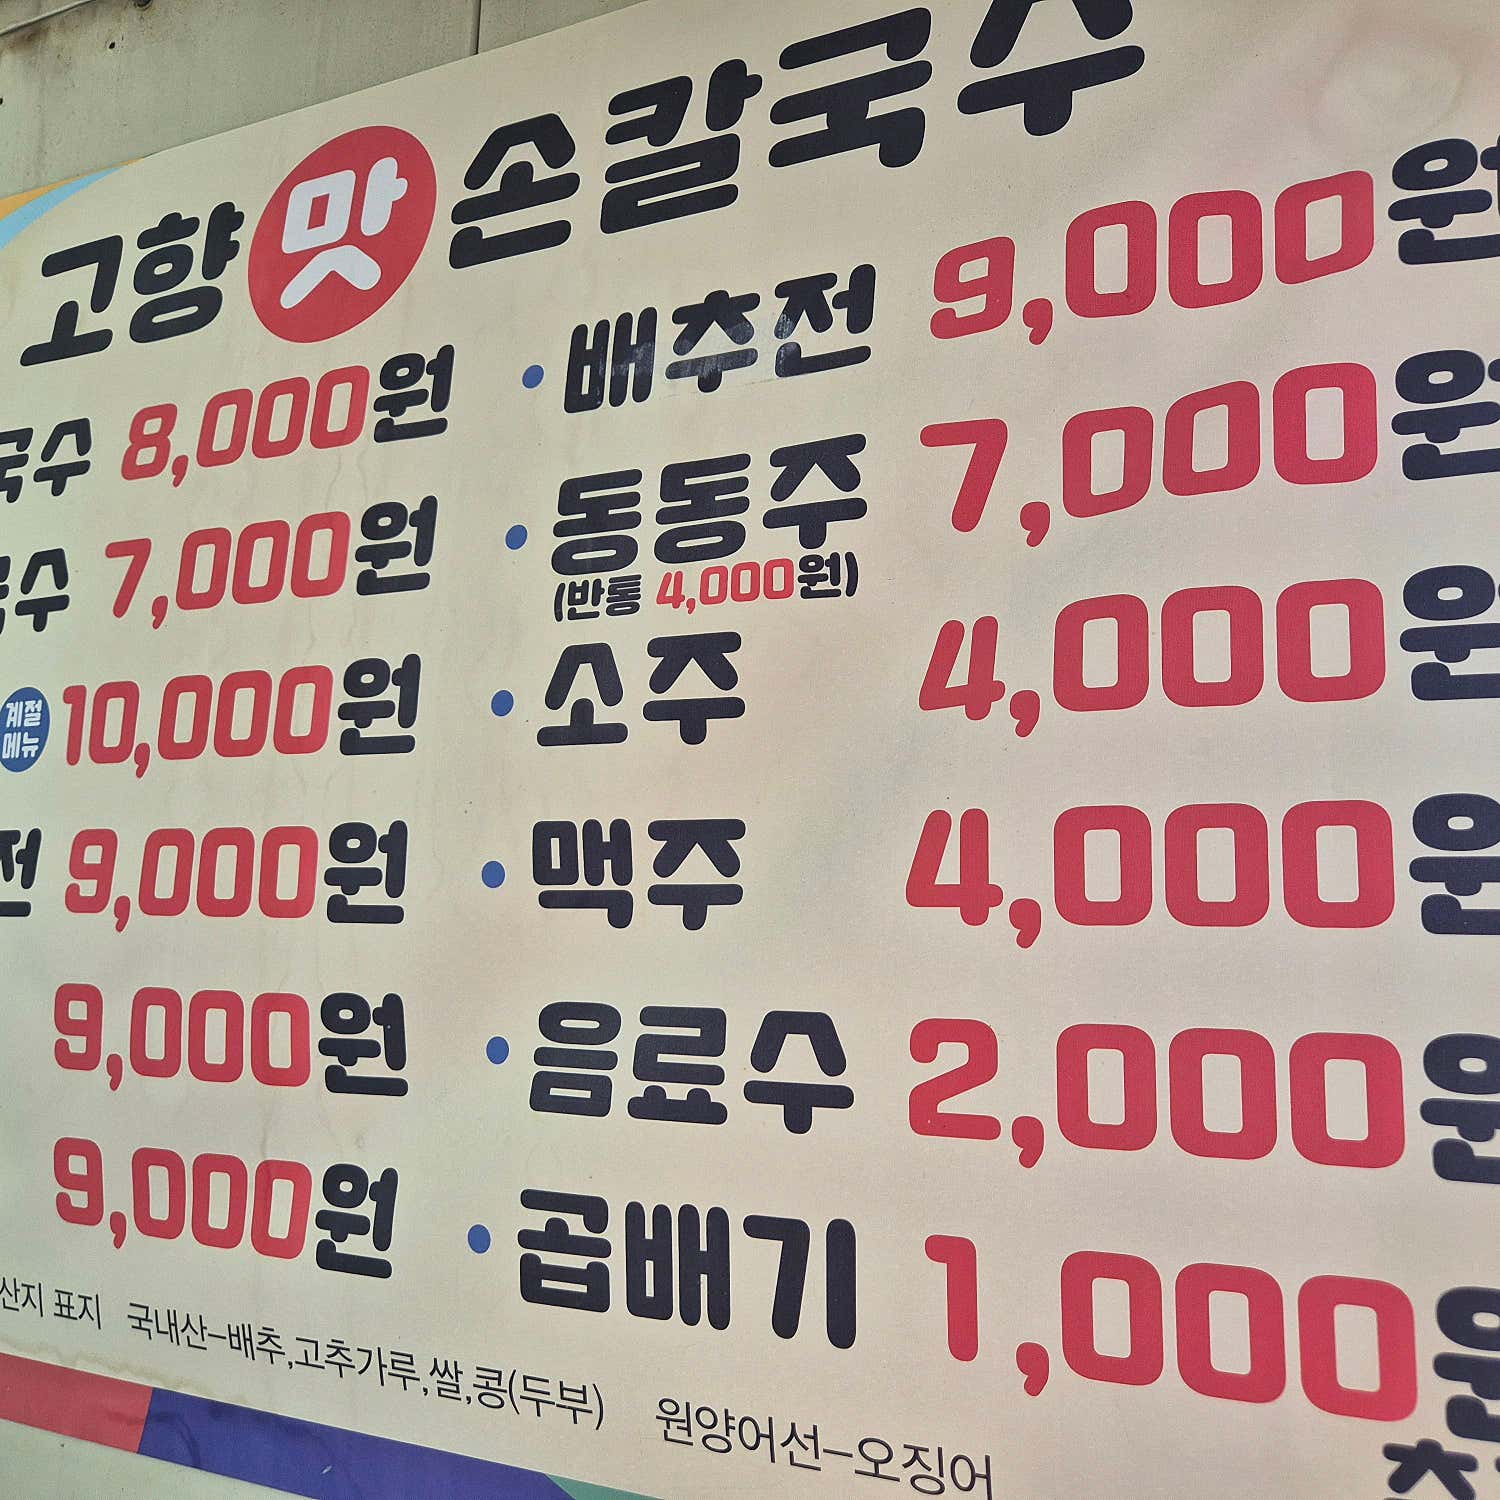 고향맛손칼국수
국수 8,000원
국수 7,000원
계절
메뉴
10,000원
전 9,000원
9,000원
9,000원
• 배추전 9,000원
• 동동주 7,000원
(반통 4,000원)
• 소주 4,000원
• 맥주 4,000원
• 음료수 2,000원
• 곱배기 1,000원
산지 표지 국내산-배추,고추가루,쌀,콩(두부) 원양어선-오징어